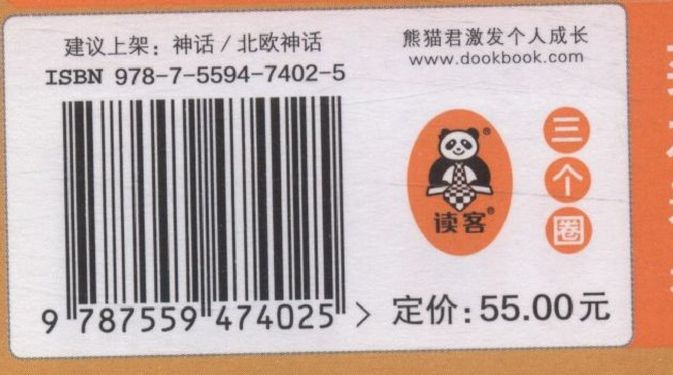 建议上架：神话 / 北欧神话
ISBN 978-7-5594-7402-5
9 787559 474025 >
熊猫君激发个人成长
www.dookbook.com
读客®
三个圈
定价：55.00元